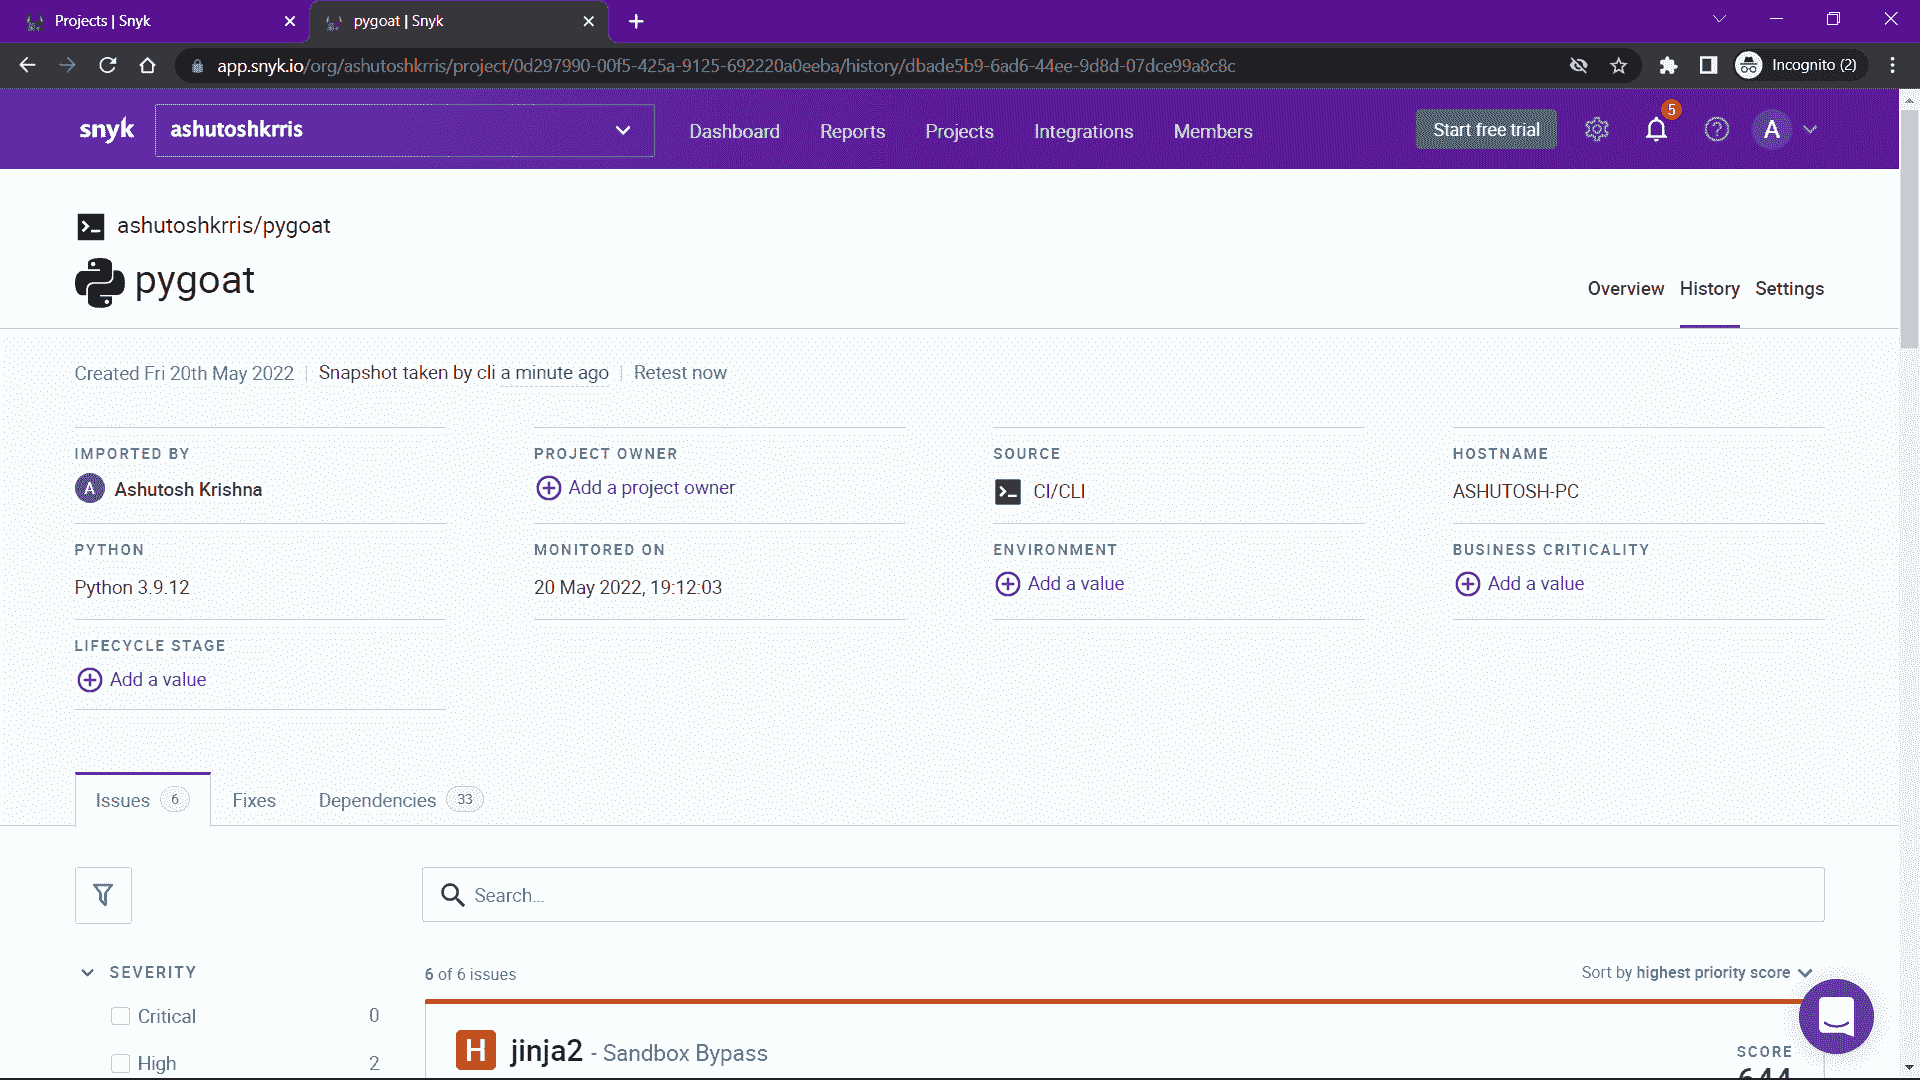 Projects | Snyk
pygoat | Snyk
app.snyk.io/org/ashutoshkrris/project/0d297990-00f5-425a-9125-692220a0eeba/history/dbade5b9-6ad6-44ee-9d8d-07dce99a8c8c
Incognito (2)
snyk
ashutoshkrris
Dashboard Reports Projects Integrations Members
Start free trial
5
A
ashutoshkrris/pygoat
pygoat
Overview History Settings
Created Fri 20th May 2022 | Snapshot taken by cli a minute ago | Retest now
IMPORTED BY
A Ashutosh Krishna
PROJECT OWNER
Add a project owner
SOURCE
CI/CLI
HOSTNAME
ASHUTOSH-PC
PYTHON
Python 3.9.12
MONITORED ON
20 May 2022, 19:12:03
ENVIRONMENT
Add a value
BUSINESS CRITICALITY
Add a value
LIFECYCLE STAGE
Add a value
Issues 6 Fixes Dependencies 33
Search...
SEVERITY
Critical 0
High 2
6 of 6 issues
Sort by highest priority score
H jinja2 - Sandbox Bypass
SCORE
644